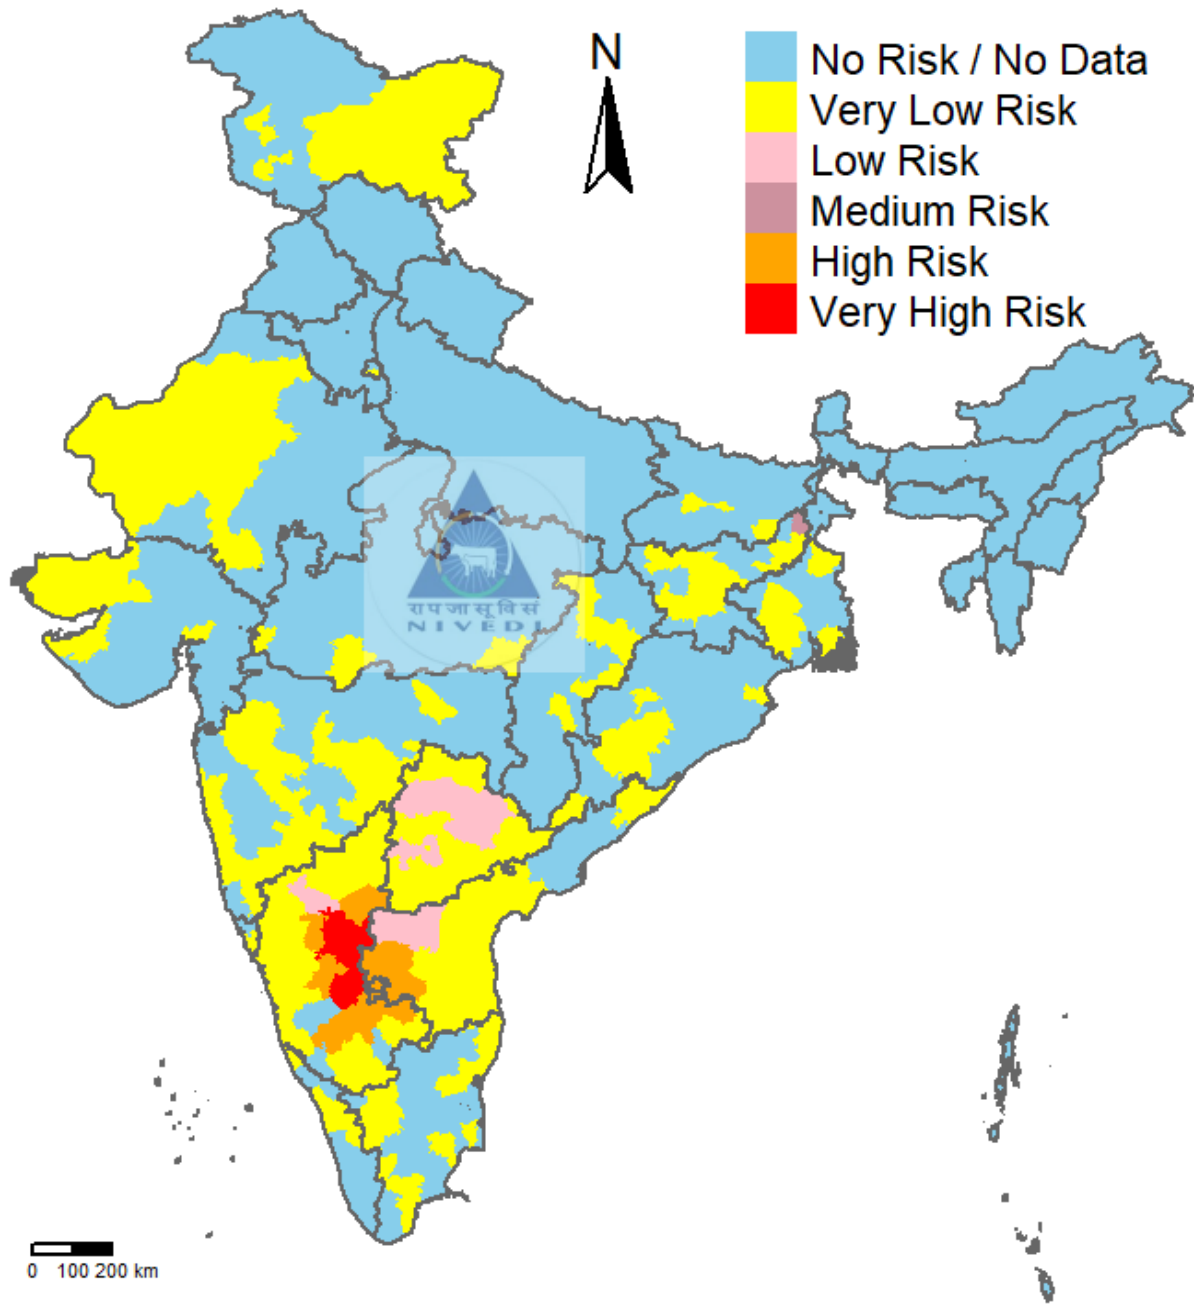 N
No Risk / No Data
Very Low Risk
Low Risk
Medium Risk
High Risk
Very High Risk
रापजासूविसं
NIVEDI
0 100 200 km